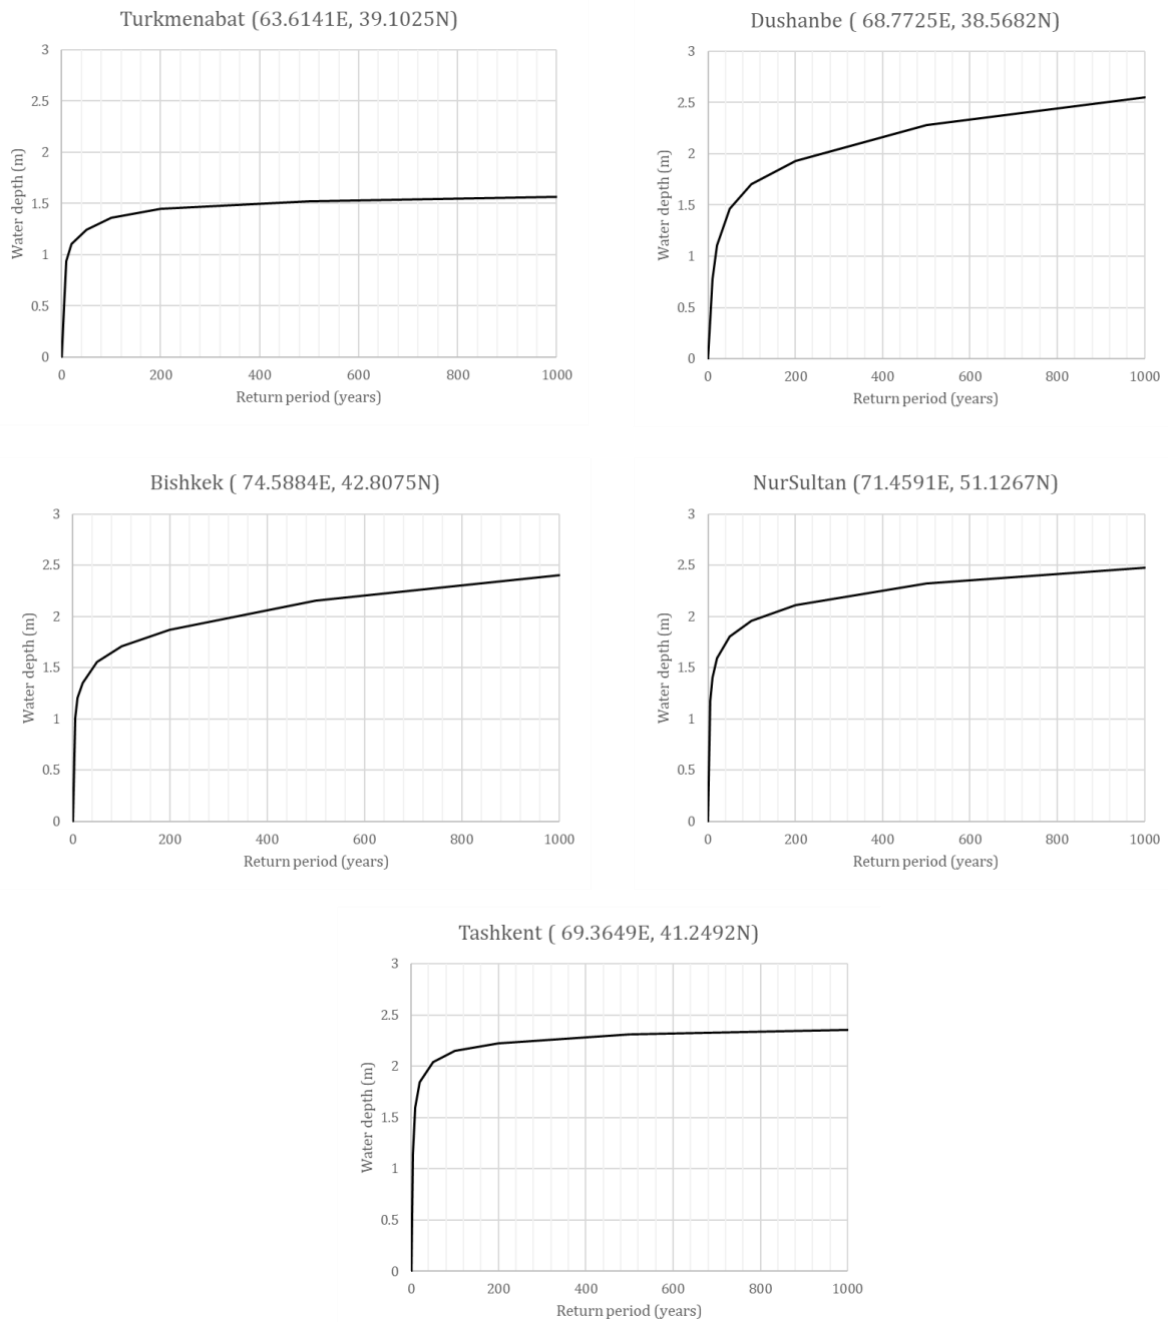 Turkmenabat (63.6141E, 39.1025N)
3
2.5
2
1.5
1
0.5
0
Water depth (m)
0 200 400 600 800 1000
Return period (years)
Dushanbe ( 68.7725E, 38.5682N)
3
2.5
2
1.5
1
0.5
0
Water depth (m)
0 200 400 600 800 1000
Return period (years)
Bishkek ( 74.5884E, 42.8075N)
3
2.5
2
1.5
1
0.5
0
Water depth (m)
0 200 400 600 800 1000
Return period (years)
NurSultan (71.4591E, 51.1267N)
3
2.5
2
1.5
1
0.5
0
Water depth (m)
0 200 400 600 800 1000
Return period (years)
Tashkent ( 69.3649E, 41.2492N)
3
2.5
2
1.5
1
0.5
0
Water depth (m)
0 200 400 600 800 1000
Return period (years)